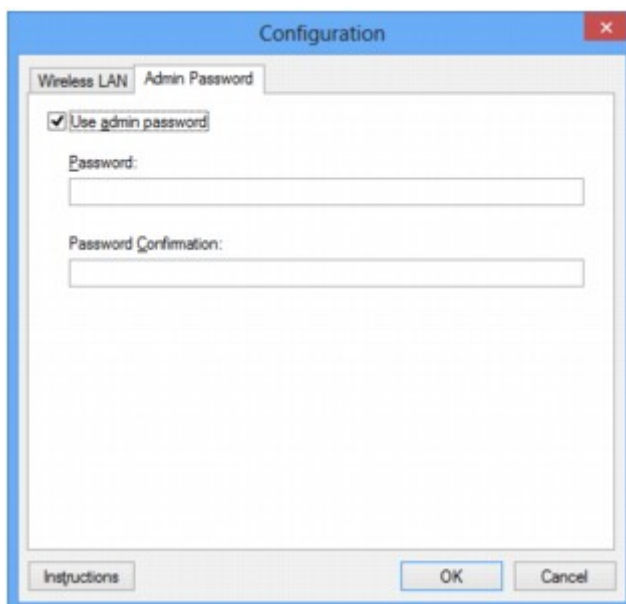 Configuration
Wireless LAN Admin Password
Use admin password
Password:
Password Confirmation:
Instructions OK Cancel